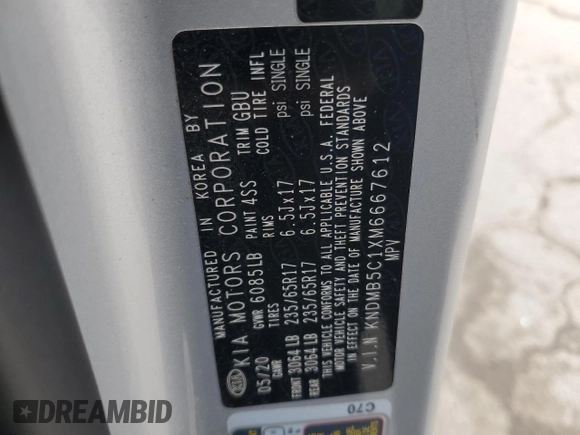 MANUFACTURED IN KOREA BY
KIA KIA MOTORS CORPORATION
05/20 GVWR 6085LB PAINT 4SS TRIM GBU
GAWR TIRES RIMS COLD TIRE INFL
FRONT 3064LB 235/65R17 6.5Jx17 psi SINGLE
REAR 3064LB 235/65R17 6.5Jx17 psi SINGLE
THIS VEHICLE CONFORMS TO ALL APPLICABLE U.S.A. FEDERAL
MOTOR VEHICLE SAFETY AND THEFT PREVENTION STANDARDS
IN EFFECT ON THE DATE OF MANUFACTURE SHOWN ABOVE
V.I.N KNDMB5C1XM6667612
MPV
C70
DREAMBID